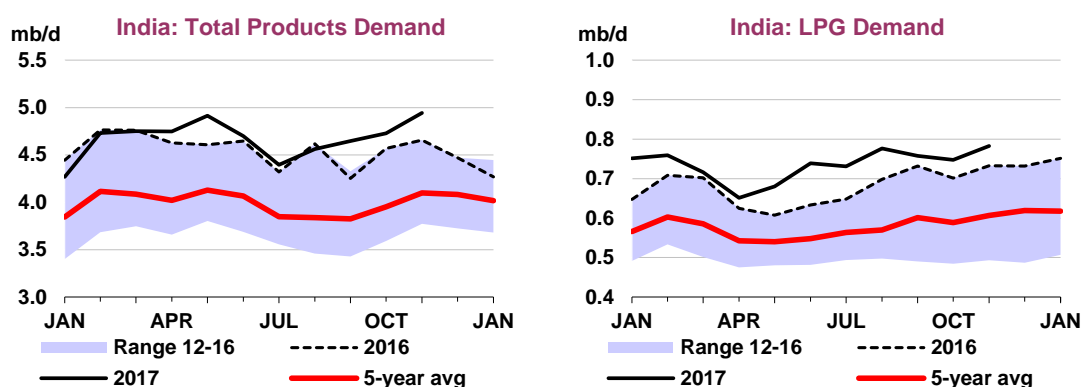 India: Total Products Demand
mb/d
5.5
5.0
4.5
4.0
3.5
3.0
JAN APR JUL OCT JAN
Range 12-16 2016
2017 5-year avg
India: LPG Demand
mb/d
1.0
0.9
0.8
0.7
0.6
0.5
0.4
JAN APR JUL OCT JAN
Range 12-16 2016
2017 5-year avg